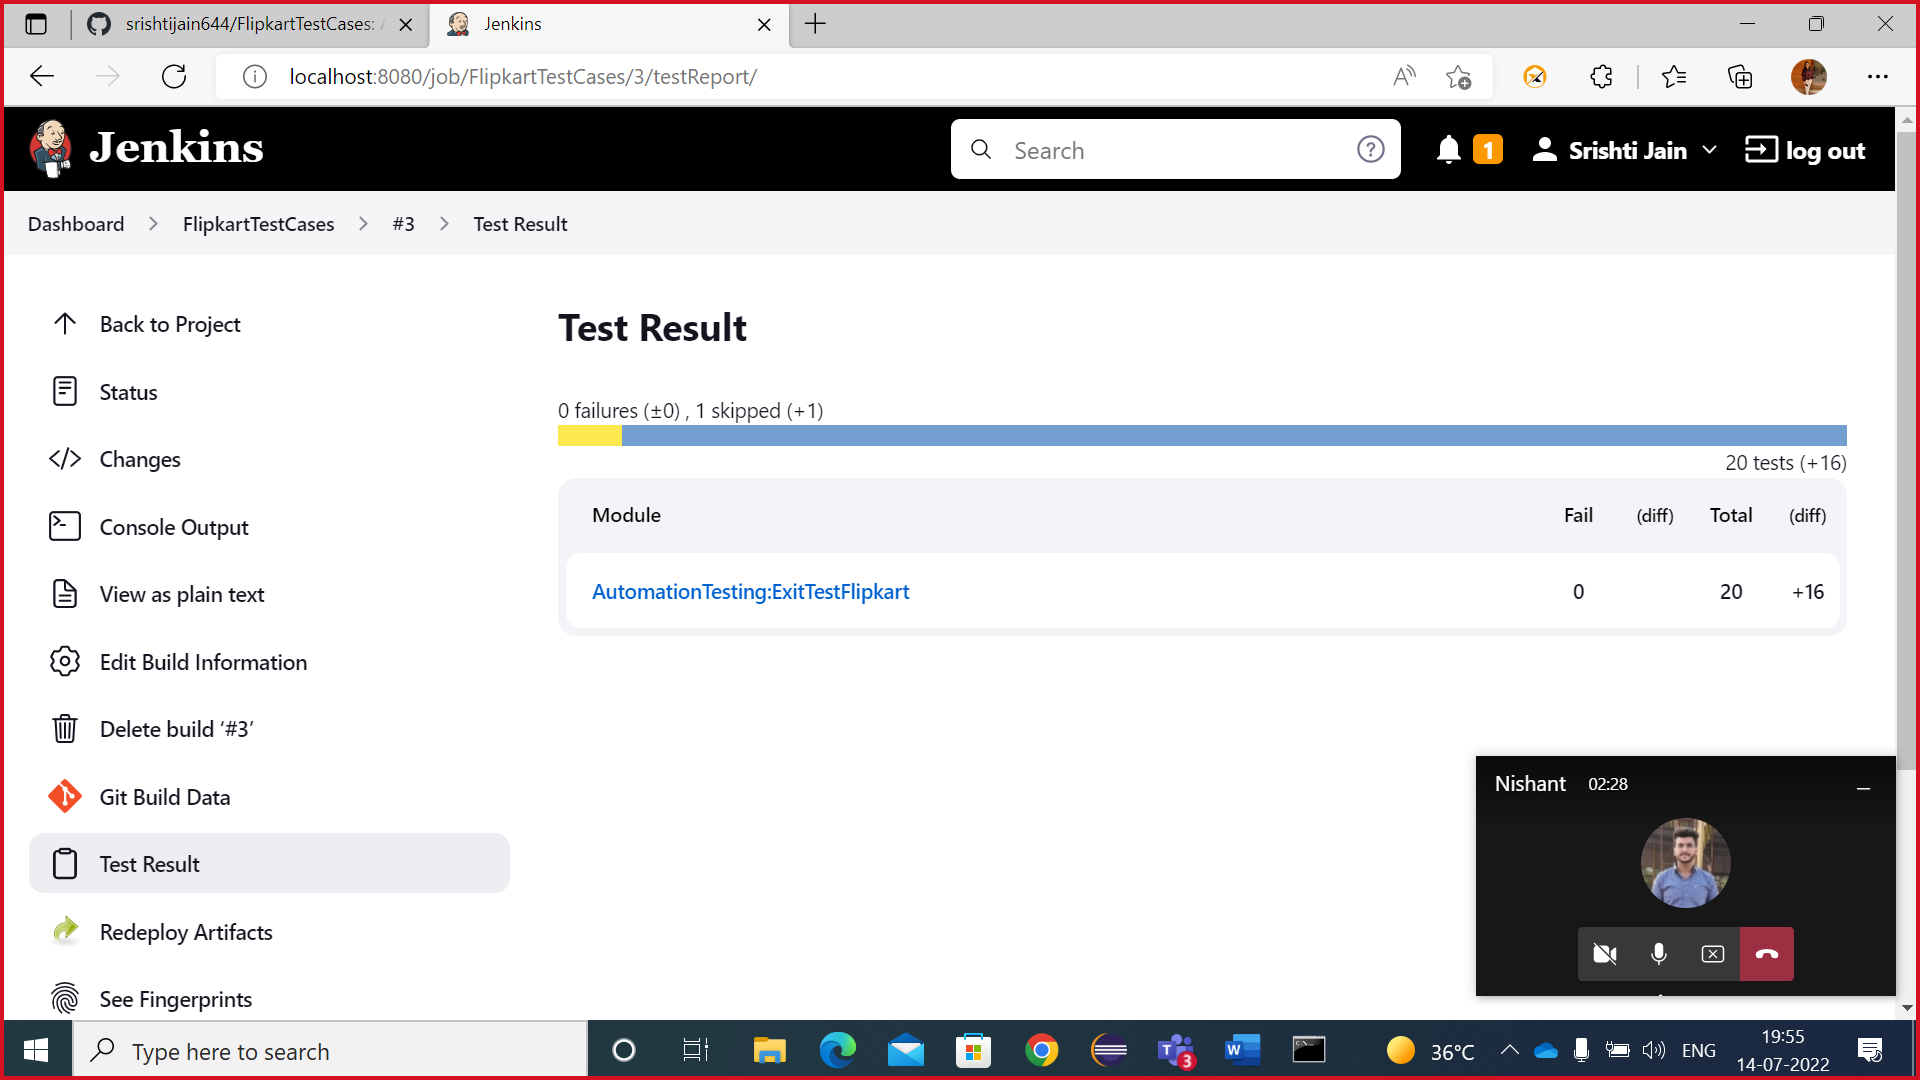 srishtijain644/FlipkartTestCases:
Jenkins
localhost:8080/job/FlipkartTestCases/3/testReport/
Jenkins
Search
1
Srishti Jain
log out
Dashboard
FlipkartTestCases
#3
Test Result
Back to Project
Status
Changes
Console Output
View as plain text
Edit Build Information
Delete build ‘#3’
Git Build Data
Test Result
Redeploy Artifacts
See Fingerprints
Test Result
0 failures (±0) , 1 skipped (+1)
20 tests (+16)
Module Fail (diff) Total (diff)
AutomationTesting:ExitTestFlipkart 0 20 +16
Nishant 02:28
Type here to search
3
36°C
ENG
19:55
14-07-2022